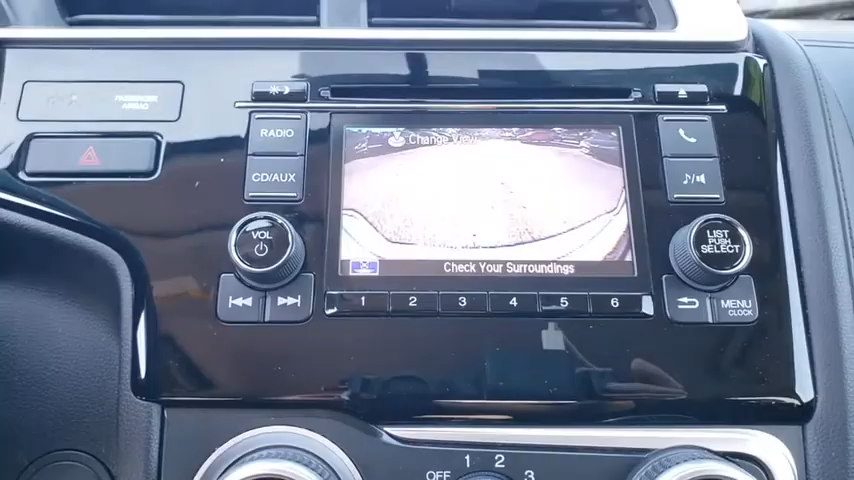 PASSENGER
AIRBAG
RADIO
CD/AUX
VOL
Change View
Check Your Surroundings
1 2 3 4 5 6
LIST
PUSH
SELECT
MENU
CLOCK
OFF 1 2 3